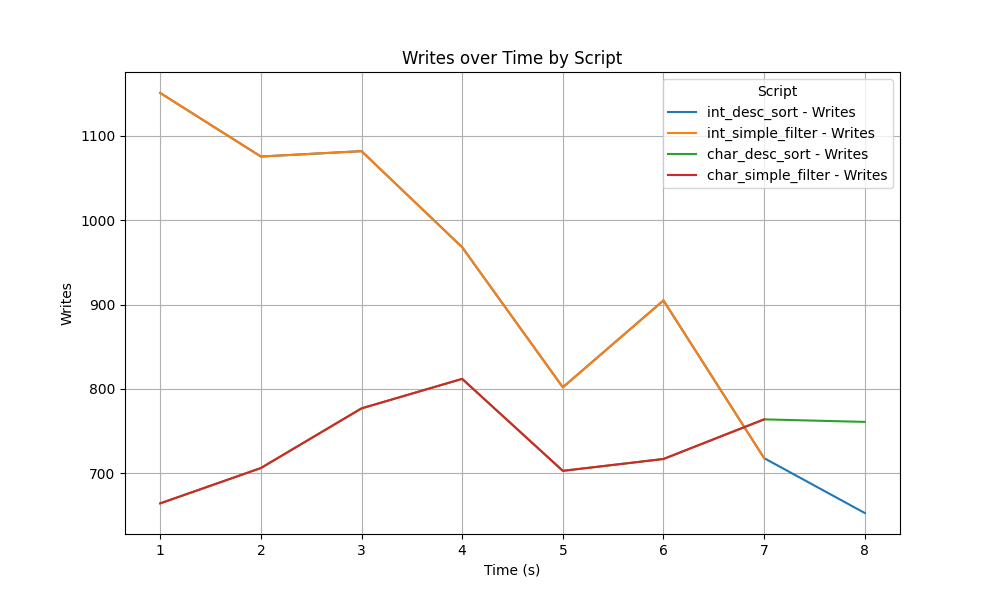 Writes over Time by Script
Script
int_desc_sort - Writes
int_simple_filter - Writes
char_desc_sort - Writes
char_simple_filter - Writes
1100
1000
900
800
700
Writes
1 2 3 4 5 6 7 8
Time (s)